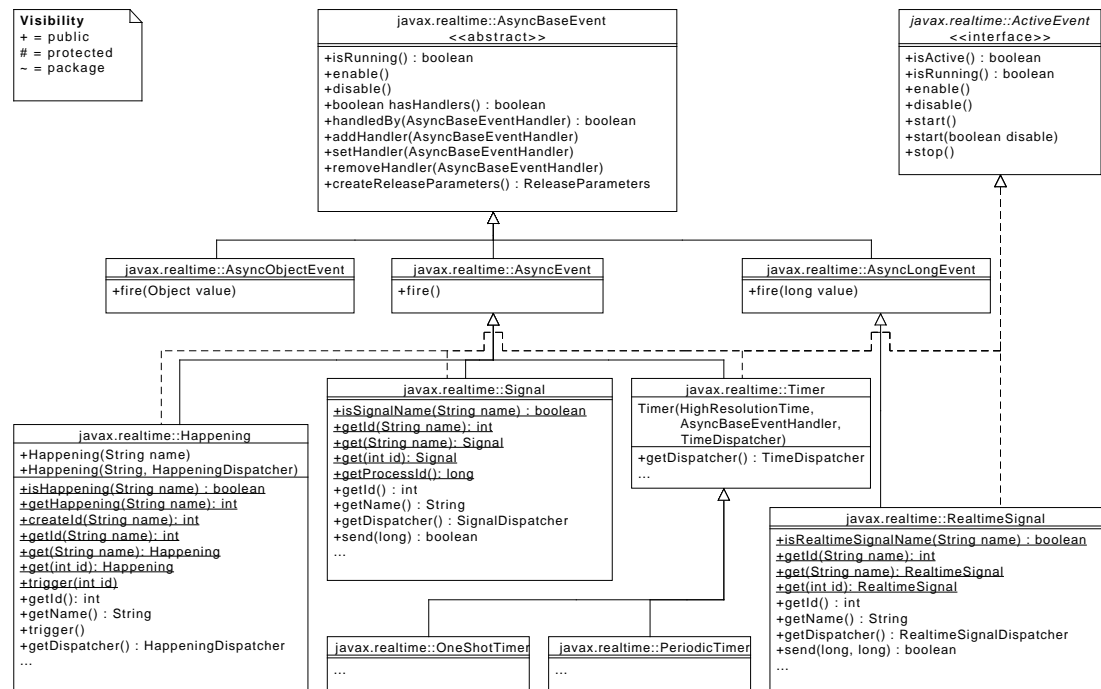 Visibility
+ = public
# = protected
~ = package
javax.realtime::AsyncBaseEvent
<<abstract>>
+isRunning() : boolean
+enable()
+disable()
+boolean hasHandlers() : boolean
+handledBy(AsyncBaseEventHandler) : boolean
+addHandler(AsyncBaseEventHandler)
+setHandler(AsyncBaseEventHandler)
+removeHandler(AsyncBaseEventHandler)
+createReleaseParameters() : ReleaseParameters
javax.realtime::ActiveEvent
<<interface>>
+isActive() : boolean
+isRunning() : boolean
+enable()
+disable()
+start()
+start(boolean disable)
+stop()
javax.realtime::AsyncObjectEvent
+fire(Object value)
javax.realtime::AsyncEvent
+fire()
javax.realtime::AsyncLongEvent
+fire(long value)
javax.realtime::Happening
+Happening(String name)
+Happening(String, HappeningDispatcher)
+isHappening(String name) : boolean
+getHappening(String name): int
+createId(String name): int
+getId(String name): int
+get(String name): Happening
+get(int id): Happening
+trigger(int id)
+getId(): int
+getName() : String
+trigger()
+getDispatcher() : HappeningDispatcher
...
javax.realtime::Signal
+isSignalName(String name) : boolean
+getId(String name): int
+get(String name): Signal
+get(int id): Signal
+getProcessId(): long
+getId() : int
+getName() : String
+getDispatcher() : SignalDispatcher
+send(long) : boolean
...
javax.realtime::Timer
Timer(HighResolutionTime,
AsyncBaseEventHandler,
TimeDispatcher)
+getDispatcher() : TimeDispatcher
...
javax.realtime::RealtimeSignal
+isRealtimeSignalName(String name) : boolean
+getId(String name): int
+get(String name): RealtimeSignal
+get(int id): RealtimeSignal
+getId() : int
+getName() : String
+getDispatcher() : RealtimeSignalDispatcher
+send(long, long) : boolean
...
javax.realtime::OneShotTimer
...
javax.realtime::PeriodicTimer
...